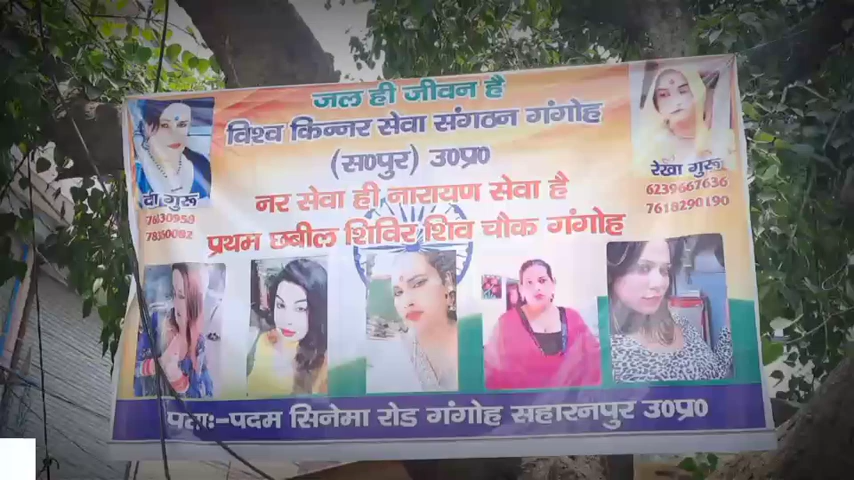 जल ही जीवन है
विश्व किन्नर सेवा संगठन गंगोह
(स०पुर) उ०प्र०
नर सेवा ही नारायण सेवा है
प्रथम छबील शिविर शिव चौक गंगोह
गुरू
रेखा गुरू
6239667636
7618290190
पता:-पदम सिनेमा रोड गंगोह सहारनपुर उ०प्र०